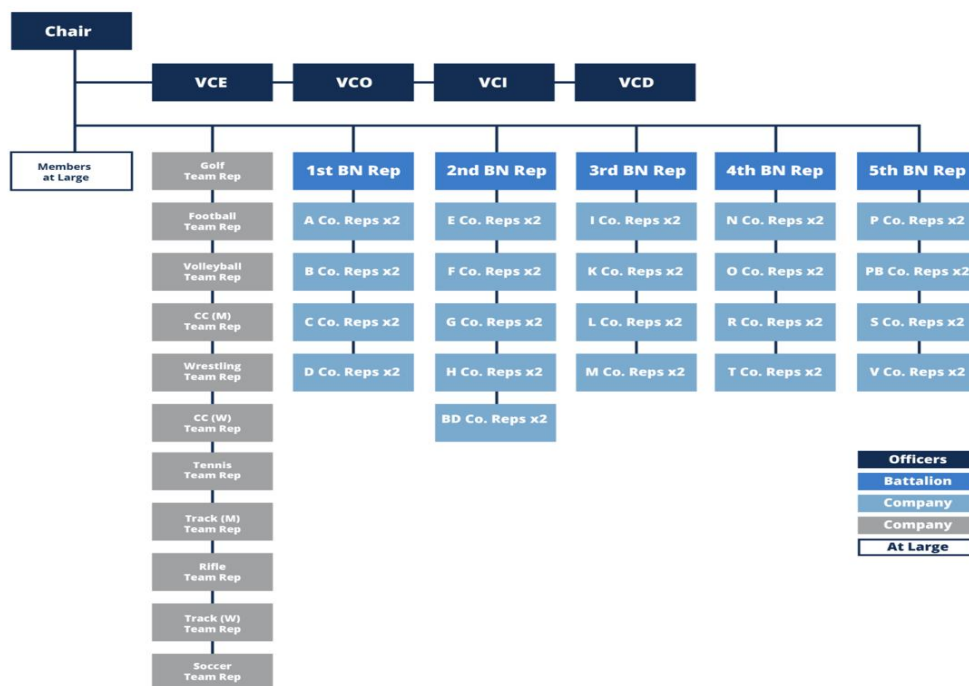 Chair
VCE
VCO
VCI
VCD
Members
at Large
Golf
Team Rep
1st BN Rep
2nd BN Rep
3rd BN Rep
4th BN Rep
5th BN Rep
Football
Team Rep
A Co. Reps x2
E Co. Reps x2
I Co. Reps x2
N Co. Reps x2
P Co. Reps x2
Volleyball
Team Rep
B Co. Reps x2
F Co. Reps x2
K Co. Reps x2
O Co. Reps x2
PB Co. Reps x2
CC (M)
Team Rep
C Co. Reps x2
G Co. Reps x2
L Co. Reps x2
R Co. Reps x2
S Co. Reps x2
Wrestling
Team Rep
D Co. Reps x2
H Co. Reps x2
M Co. Reps x2
T Co. Reps x2
V Co. Reps x2
CC (W)
Team Rep
BD Co. Reps x2
Tennis
Team Rep
Track (M)
Team Rep
Rifle
Team Rep
Track (W)
Team Rep
Soccer
Team Rep
Officers
Battalion
Company
Company
At Large